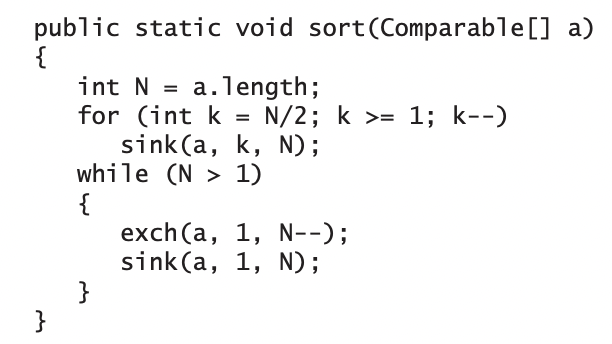 public static void sort(Comparable[] a)
{
   int N = a.length;
   for (int k = N/2; k >= 1; k--)
      sink(a, k, N);
   while (N > 1)
   {
      exch(a, 1, N--);
      sink(a, 1, N);
   }
}